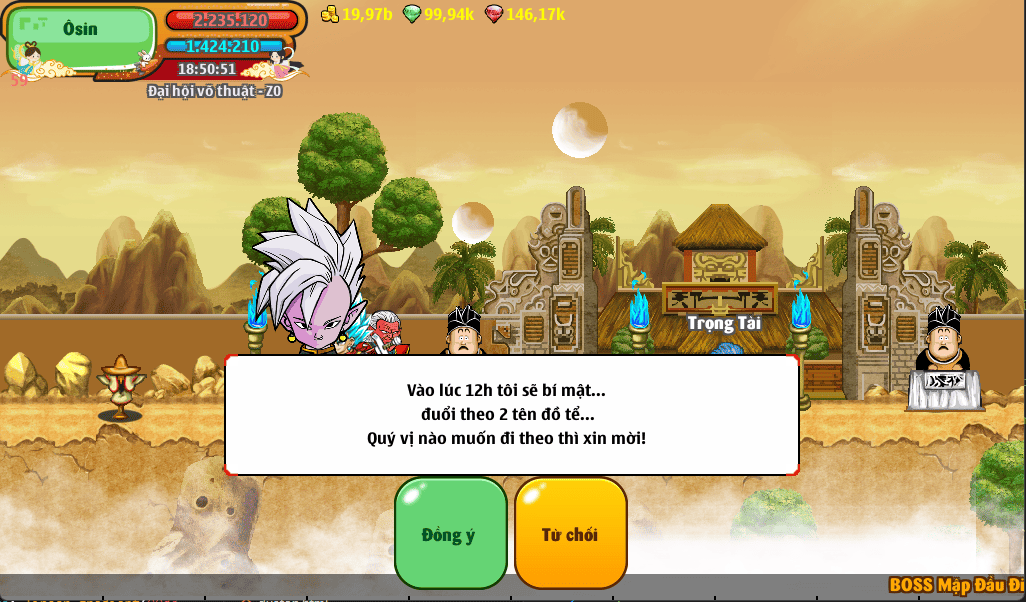 Ôsin
2.235.120
1.424.210
18:50:51
59
Đại hội võ thuật - Z0
19,97b
99,94k
146,17k
Trọng Tài
Vào lúc 12h tôi sẽ bí mật...
đuổi theo 2 tên đồ tể...
Quý vị nào muốn đi theo thì xin mời!
Đồng ý
Từ chối
BOSS Mập Đầu Đi